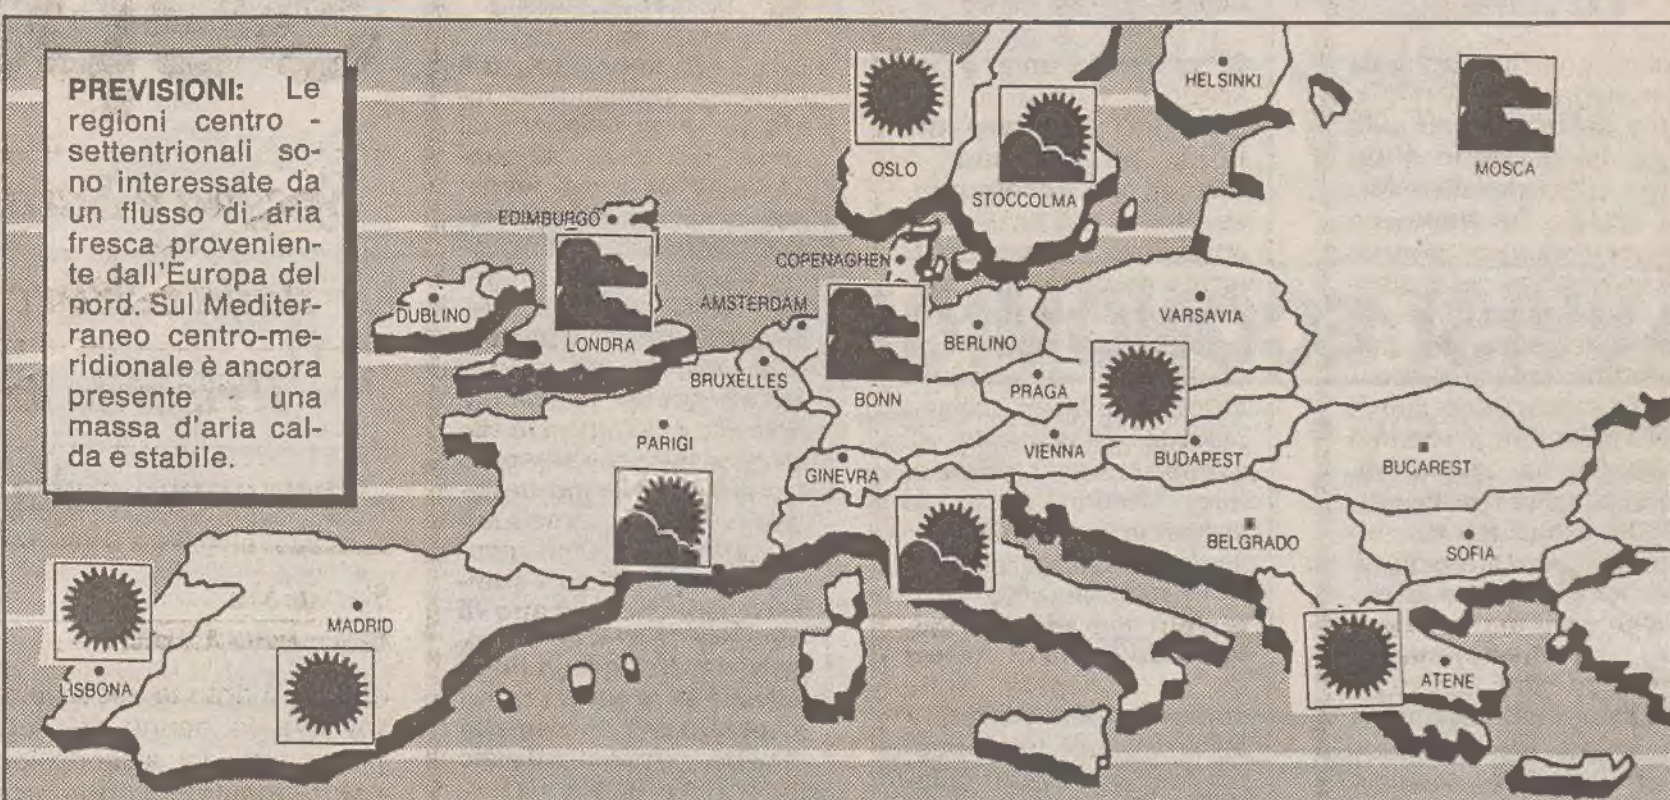 PREVISIONI: Le
regioni centro -
settentrionali so-
no interessate da
un flusso di aria
fresca provenien-
te dall'Europa del
nord. Sul Mediter-
raneo centro-me-
ridionale è ancora
presente una
massa d'aria cal-
da e stabile.
HELSINKI
OSLO
MOSCA
STOCCOLMA
EDIMBURGO
COPENAGHEN
AMSTERDAM
DUBLINO
VARSAVIA
LONDRA
BERLINO
BRUXELLES
PRAGA
BONN
PARIGI
VIENNA
BUDAPEST
GINEVRA
BUCAREST
BELGRADO
SOFIA
MADRID
LISBONA
ATENE